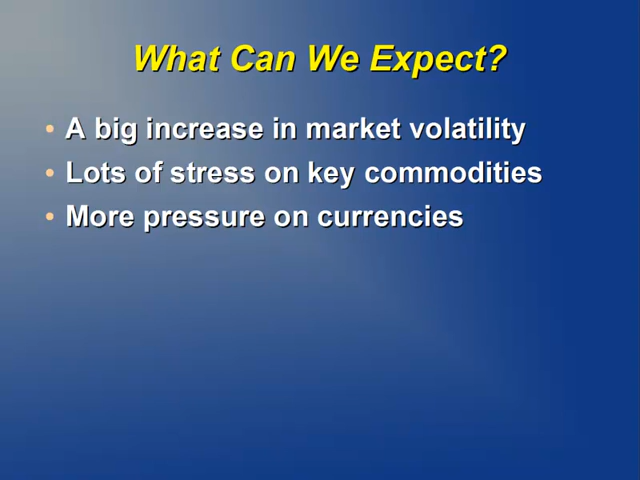 What Can We Expect?
• A big increase in market volatility
• Lots of stress on key commodities
• More pressure on currencies